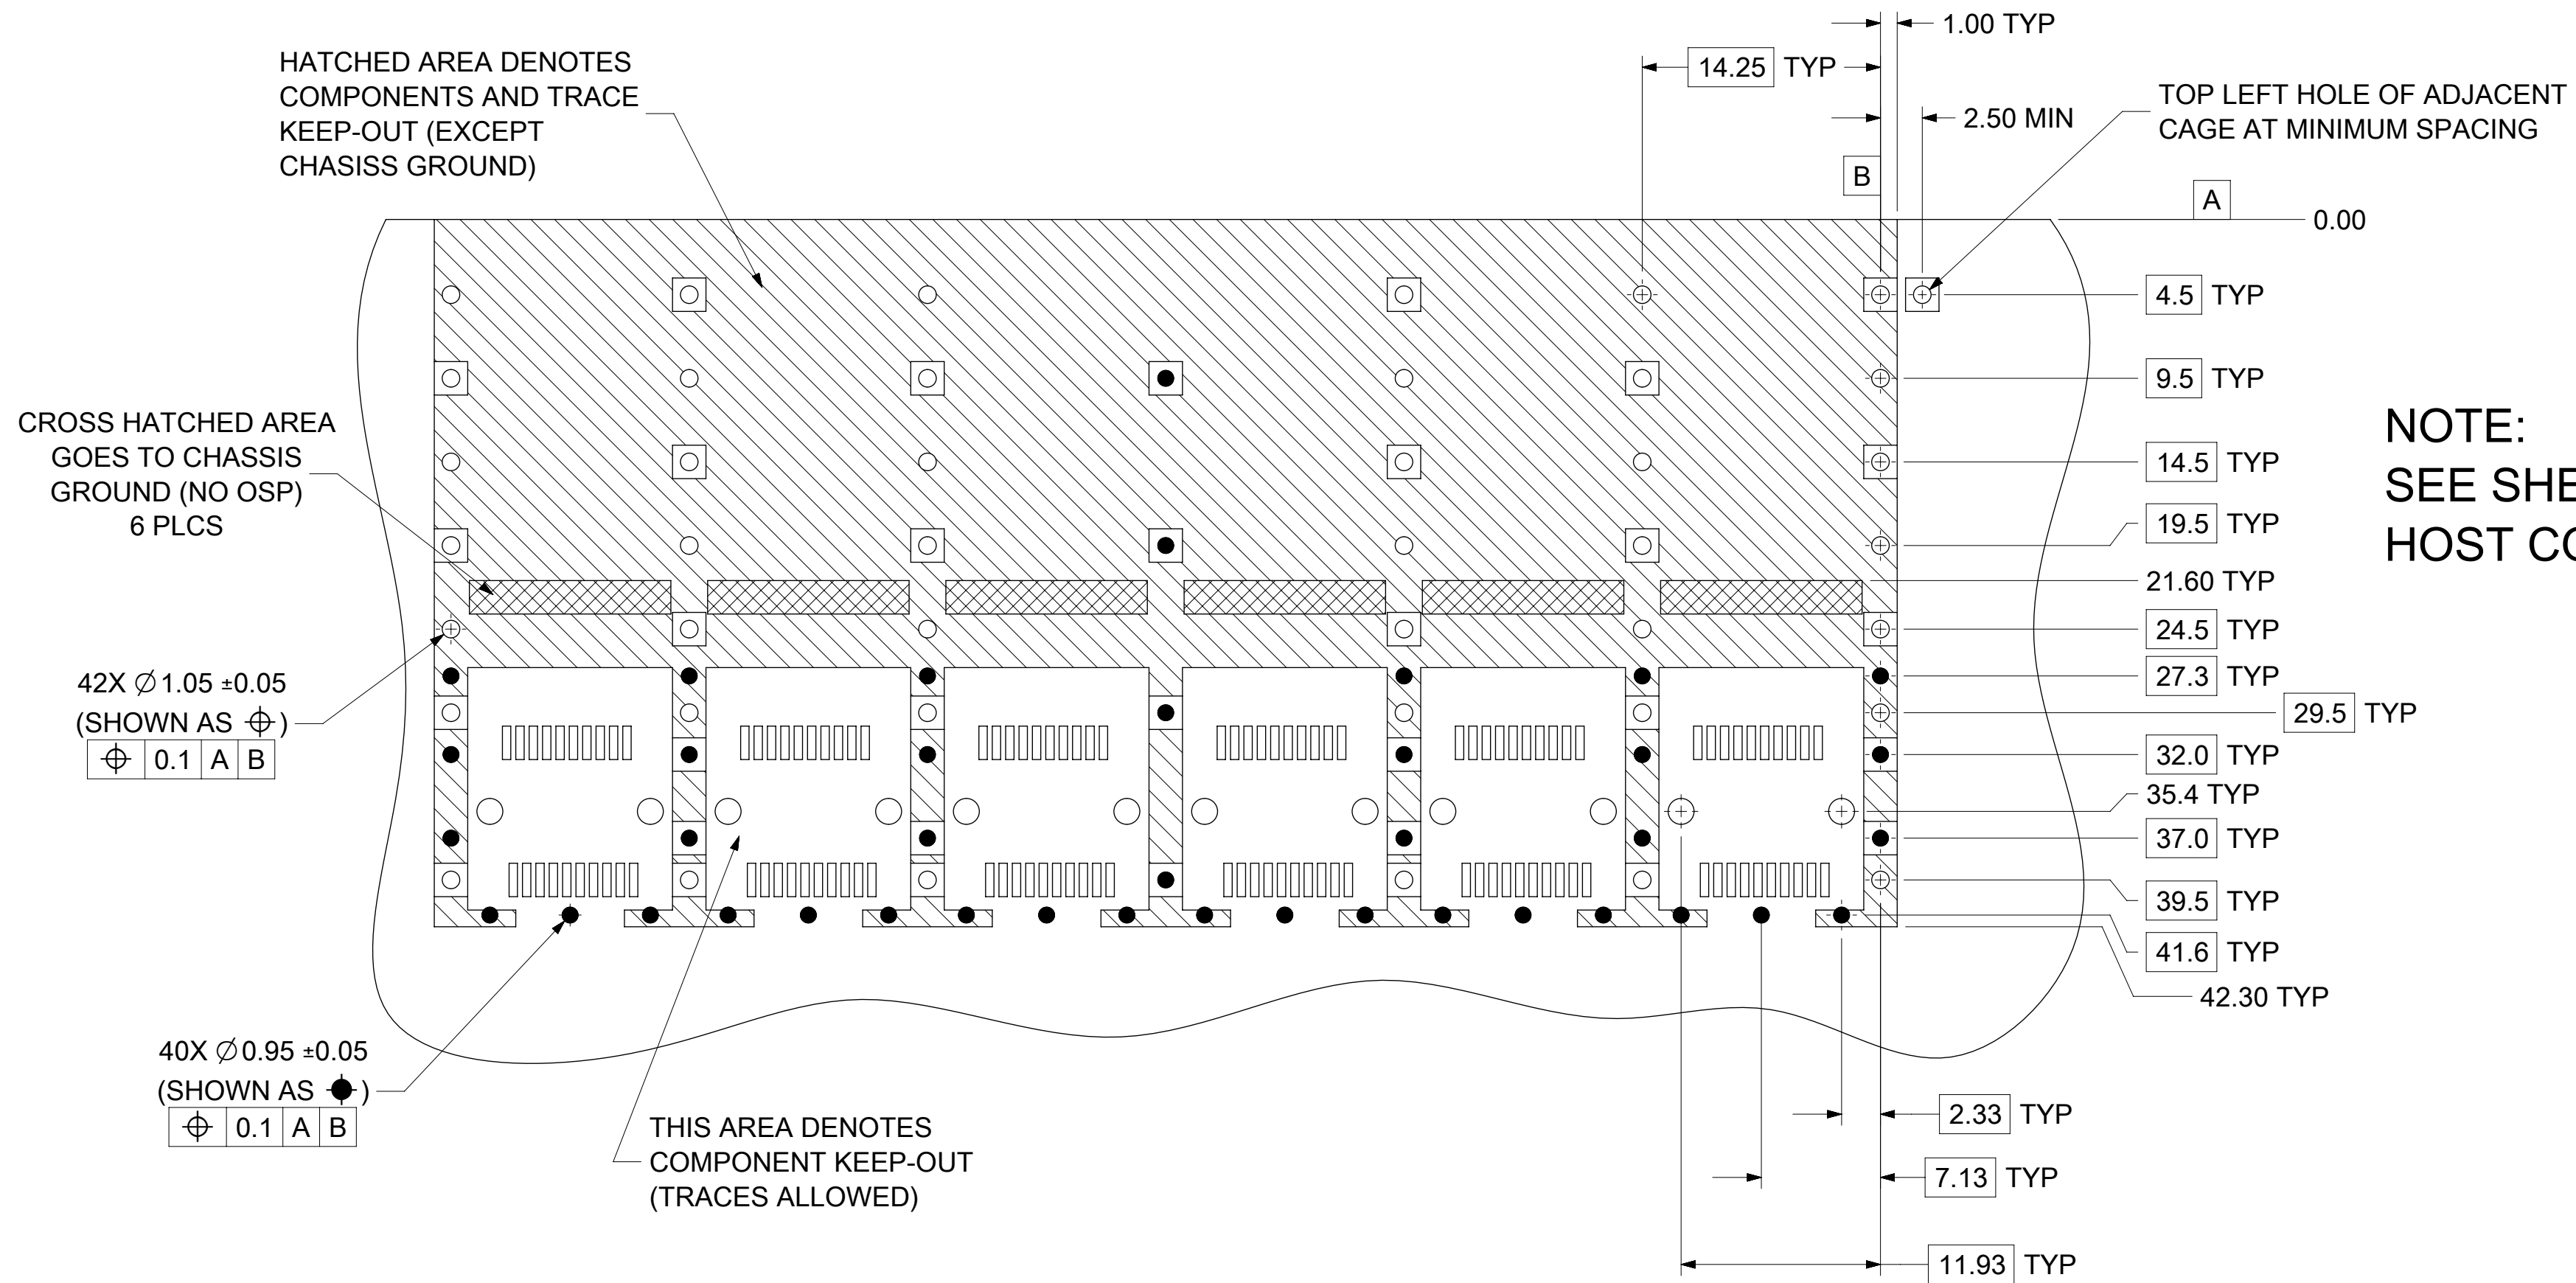 1.00 TYP
14.25 TYP
2.50 MIN
TOP LEFT HOLE OF ADJACENT
CAGE AT MINIMUM SPACING
HATCHED AREA DENOTES
COMPONENTS AND TRACE
KEEP-OUT (EXCEPT
CHASISS GROUND)
B
A
0.00
4.5 TYP
9.5 TYP
14.5 TYP
19.5 TYP
21.60 TYP
24.5 TYP
27.3 TYP
29.5 TYP
32.0 TYP
35.4 TYP
37.0 TYP
39.5 TYP
41.6 TYP
42.30 TYP
NOTE:
SEE
HOST
CROSS HATCHED AREA
GOES TO CHASSIS
GROUND (NO OSP)
6 PLCS
42X ∅1.05 ±0.05
(SHOWN AS ⌖)
⌖ 0.1 A B
40X ∅0.95 ±0.05
(SHOWN AS )
⌖ 0.1 A B
THIS AREA DENOTES
COMPONENT KEEP-OUT
(TRACES ALLOWED)
2.33 TYP
7.13 TYP
11.93 TYP